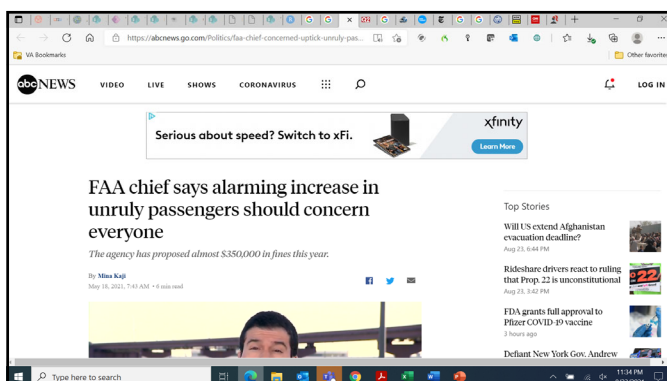 https://abcnews.go.com/Politics/faa-chief-concerned-uptick-unruly-pas...
VA Bookmarks
Other favorites
abc NEWS VIDEO LIVE SHOWS CORONAVIRUS LOG IN
Serious about speed? Switch to xFi.
xfinity
Learn More
FAA chief says alarming increase in
unruly passengers should concern
everyone
The agency has proposed almost $350,000 in fines this year.
By Mina Kaji
May 18, 2021, 7:43 AM • 6 min read
Top Stories
Will US extend Afghanistan
evacuation deadline?
Aug 23, 6:44 PM
Rideshare drivers react to ruling
that Prop. 22 is unconstitutional
Aug 23, 3:42 PM
FDA grants full approval to
Pfizer COVID-19 vaccine
3 hours ago
Defiant New York Gov. Andrew
Type here to search
11:34 PM